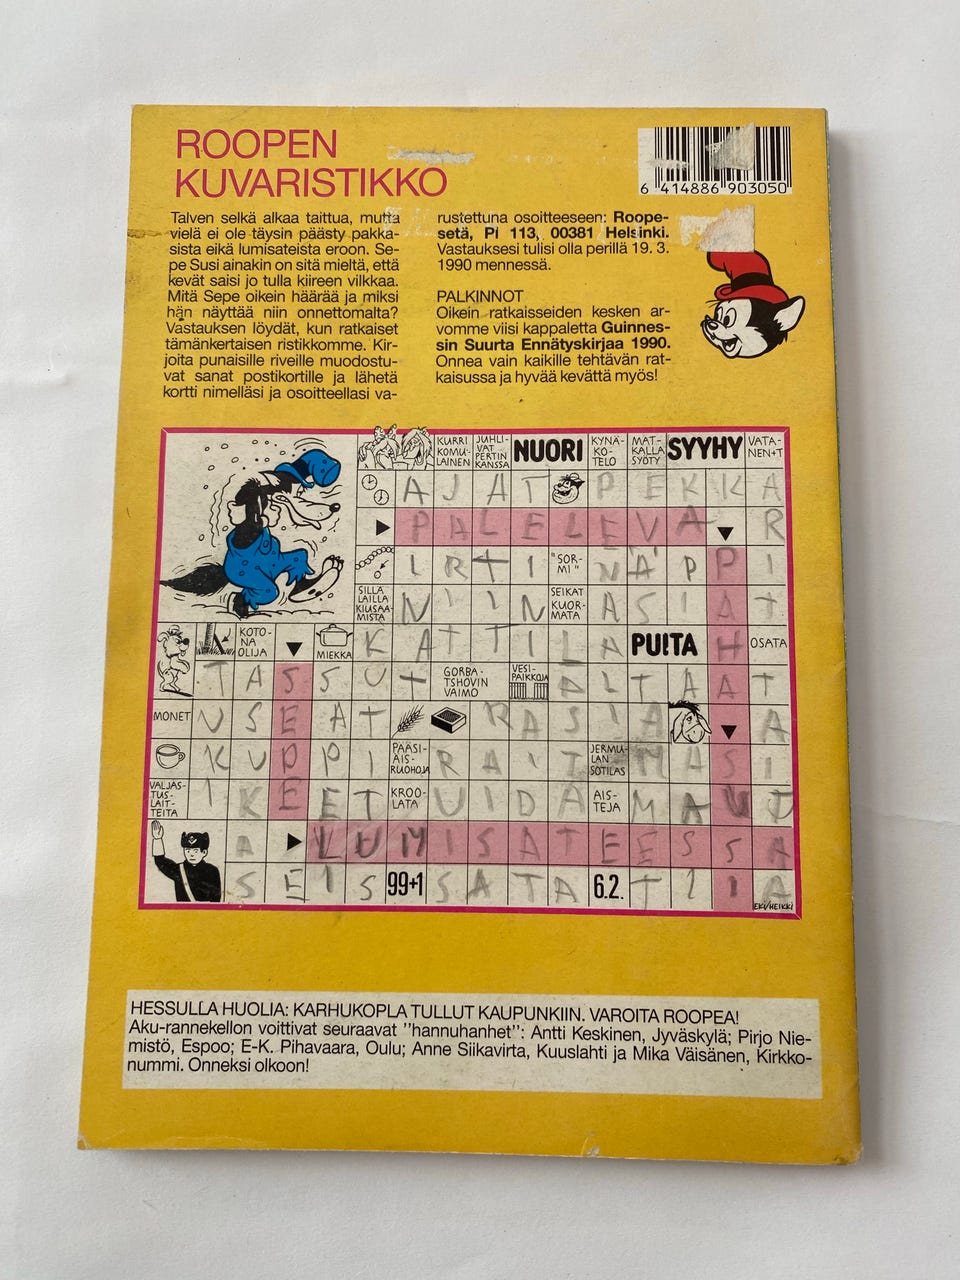 ROOPEN
KUVARISTIKKO
6 414886 903050
Talven selkä alkaa taittua, mutta
vielä ei ole täysin päästy pakka-
sista eikä lumisateista eroon. Se-
pe Susi ainakin on sitä mieltä, että
kevät saisi jo tulla kiireen vilkkaa.
Mitä Sepe oikein häärää ja miksi
hän näyttää niin onnettomalta?
Vastauksen löydät, kun ratkaiset
tämänkertaisen ristikkomme. Kir-
joita punaisille riveille muodostu-
vat sanat postikortille ja lähetä
kortti nimelläsi ja osoitteellasi va-
rustettuna osoitteeseen: Roope-
setä, Pl 113, 00381 Helsinki.
Vastauksesi tulisi olla perillä 19. 3.
1990 mennessä.
PALKINNOT
Oikein ratkaisseiden kesken ar-
vomme viisi kappaletta Guinnes-
sin Suurta Ennätyskirjaa 1990.
Onnea vain kaikille tehtävän rat-
kaisussa ja hyvää kevättä myös!
KURRI KOMU- LAINEN
JUHLI- VAT PERTIN KANSSA
NUORI
KYNÄ- KO- TELO
MAT- KALLA SYÖTY
SYYHY
VATA- NEN+T
A J A T P E K K A
P A L E L E V A R
I R T I "SOR- MI" N Ä P P I
SILLÄ LAILLA KIUSAA- MISTA N I I N SEIKAT KUOR- MATA A S I A T
KOTO- NA OLIJA MIEKKA K A T T I L A PUITA H OSATA
T A S S U T GORBA- TSHOVIN VAIMO VESI- PAIKKOJA A L T A A T
MONET U S E A T R A I S A
K U P P I PÄÄSI- ÄIS- RUOHOJA R A I JERMU- LAN SOTILAS M A S I
VALJAS- TUS- LAIT- TEITA I K E E T KROO- LATA U I D A AIS- TEJA M A U J
A L U M I S A T E E S S A
S E I S 99+1 S A T A 6.2. T I I A
EKI/HEIKKI
HESSULLA HUOLIA: KARHUKOPLA TULLUT KAUPUNKIIN. VAROITA ROOPEA!
Aku-rannekellon voittivat seuraavat "hannuhanhet": Antti Keskinen, Jyväskylä; Pirjo Nie-
mistö, Espoo; E-K. Pihavaara, Oulu; Anne Siikavirta, Kuuslahti ja Mika Väisänen, Kirkko-
nummi. Onneksi olkoon!